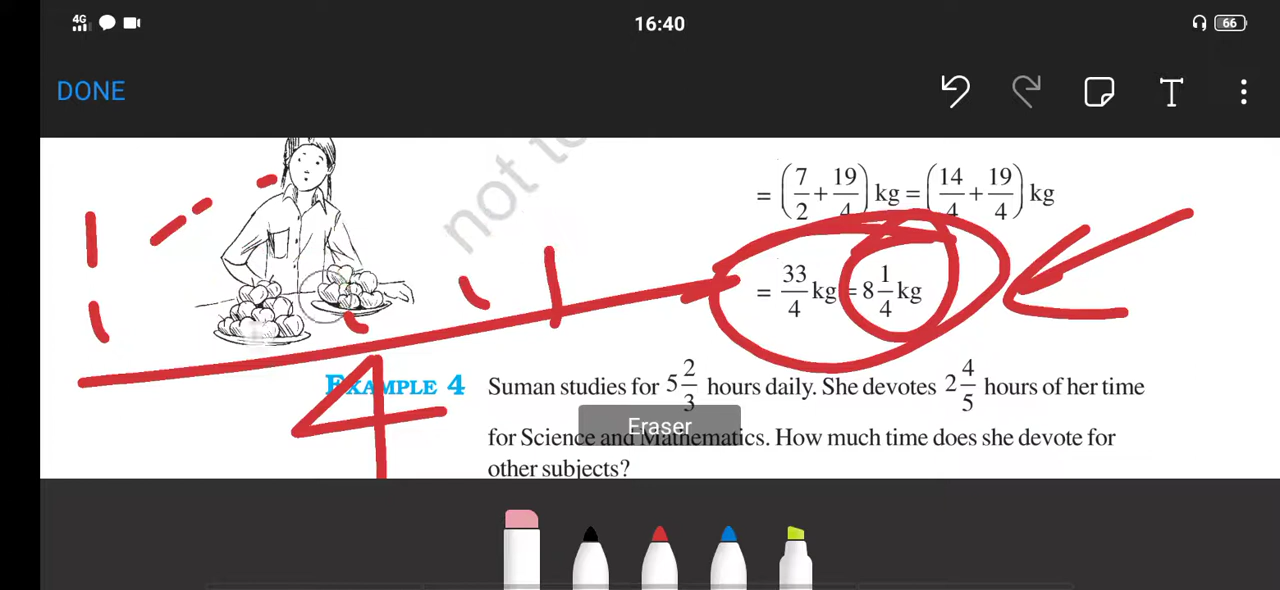 4G 16:40 66
DONE T
not to
= (7/2 + 19/4) kg = (14/4 + 19/4) kg
= 33/4 kg = 8 1/4 kg
4
EXAMPLE 4 Suman studies for 5 2/3 hours daily. She devotes 2 4/5 hours of her time
Eraser
for Science and Mathematics. How much time does she devote for
other subjects?